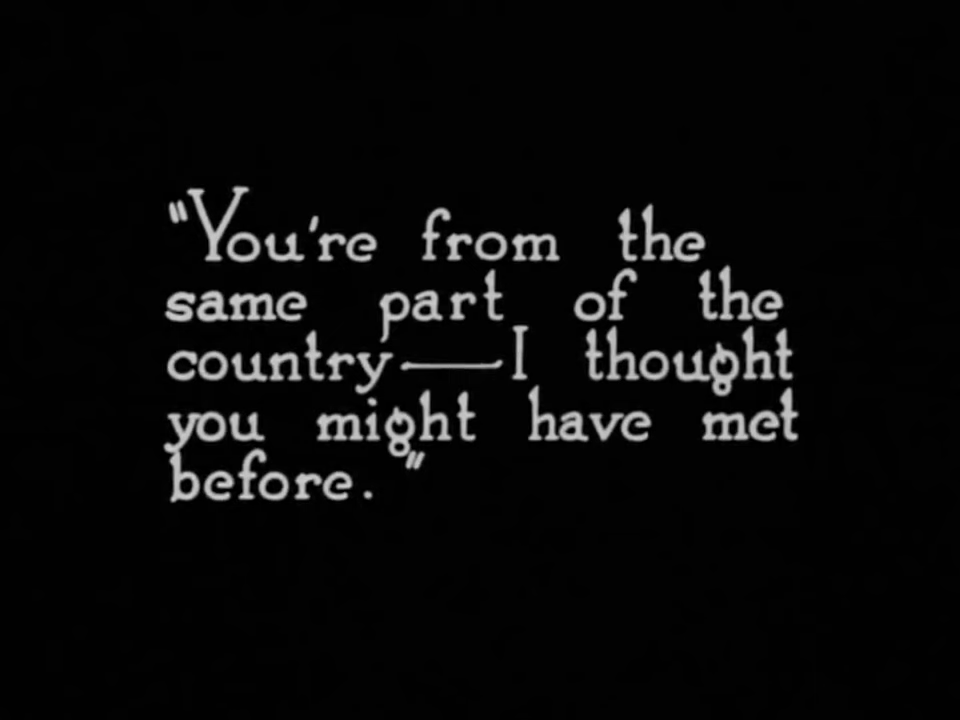 "You're from the
same part of the
country—I thought
you might have met
before."